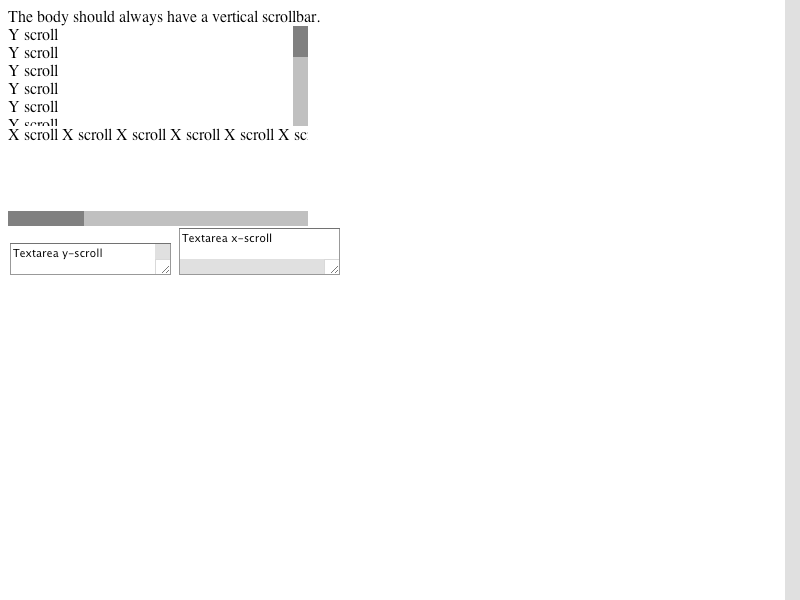 The body should always have a vertical scrollbar.
Y scroll
Y scroll
Y scroll
Y scroll
Y scroll
Y scroll
X scroll X scroll X scroll X scroll X scroll X sc
Textarea y-scroll
Textarea x-scroll